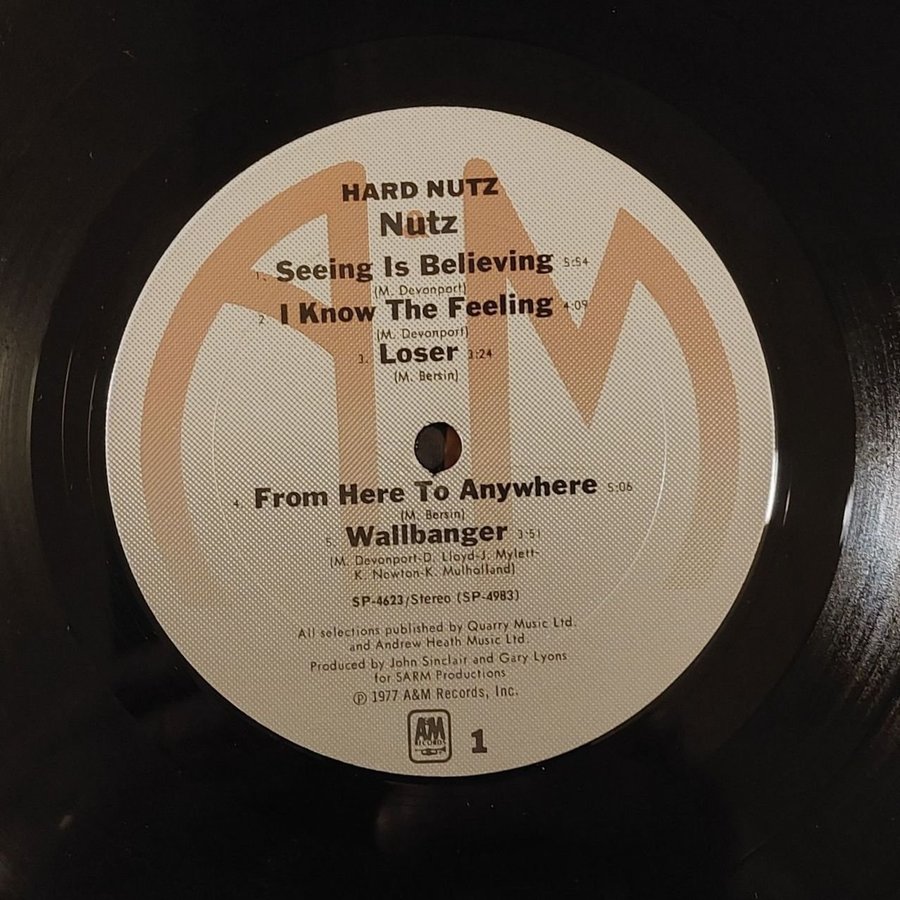 A&M
HARD NUTZ
Nutz
1. Seeing Is Believing 5:54
(M. Devonport)
2. I Know The Feeling 4:09
(M. Devonport)
3. Loser 3:24
(M. Bersin)
4. From Here To Anywhere 5:06
(M. Bersin)
5. Wallbanger 3:51
(M. Devonport-D. Lloyd-J. Mylett-
K. Newton-K. Mulholland)
SP-4623/Stereo (SP-4983)
All selections published by Quarry Music Ltd.
and Andrew Heath Music Ltd.
Produced by John Sinclair and Gary Lyons
for SARM Productions
℗ 1977 A&M Records, Inc.
A&M
RECORDS
1